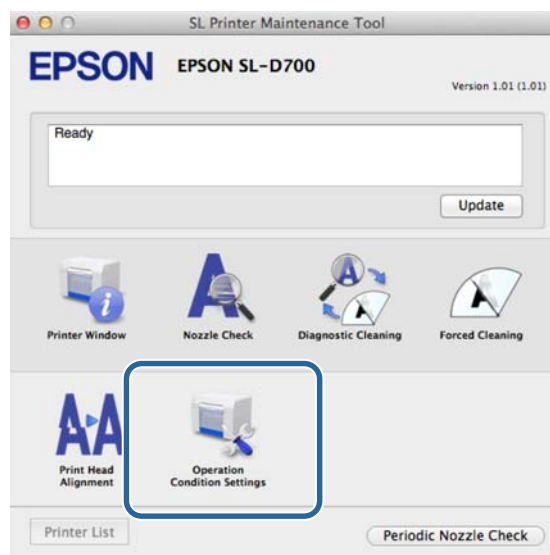 SL Printer Maintenance Tool
EPSON
EPSON SL-D700
Version 1.01 (1.01)
Ready
Update
Printer Window
Nozzle Check
Diagnostic Cleaning
Forced Cleaning
Print Head
Alignment
Operation
Condition Settings
Printer List
Periodic Nozzle Check